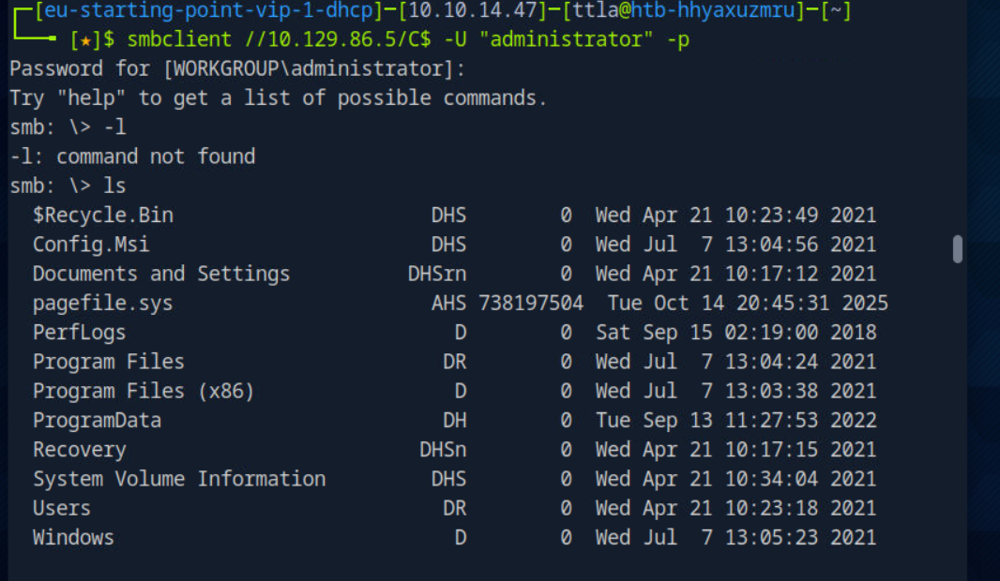 [eu-starting-point-vip-1-dhcp]─[10.10.14.47]─[ttla@htb-hhyaxuzmru]─[~]
[★]$ smbclient //10.129.86.5/C$ -U "administrator" -p
Password for [WORKGROUP\administrator]:
Try "help" to get a list of possible commands.
smb: \> -l
-l: command not found
smb: \> ls
$Recycle.Bin DHS 0 Wed Apr 21 10:23:49 2021
Config.Msi DHS 0 Wed Jul 7 13:04:56 2021
Documents and Settings DHSrn 0 Wed Apr 21 10:17:12 2021
pagefile.sys AHS 738197504 Tue Oct 14 20:45:31 2025
PerfLogs D 0 Sat Sep 15 02:19:00 2018
Program Files DR 0 Wed Jul 7 13:04:24 2021
Program Files (x86) D 0 Wed Jul 7 13:03:38 2021
ProgramData DH 0 Tue Sep 13 11:27:53 2022
Recovery DHSn 0 Wed Apr 21 10:17:15 2021
System Volume Information DHS 0 Wed Apr 21 10:34:04 2021
Users DR 0 Wed Apr 21 10:23:18 2021
Windows D 0 Wed Jul 7 13:05:23 2021